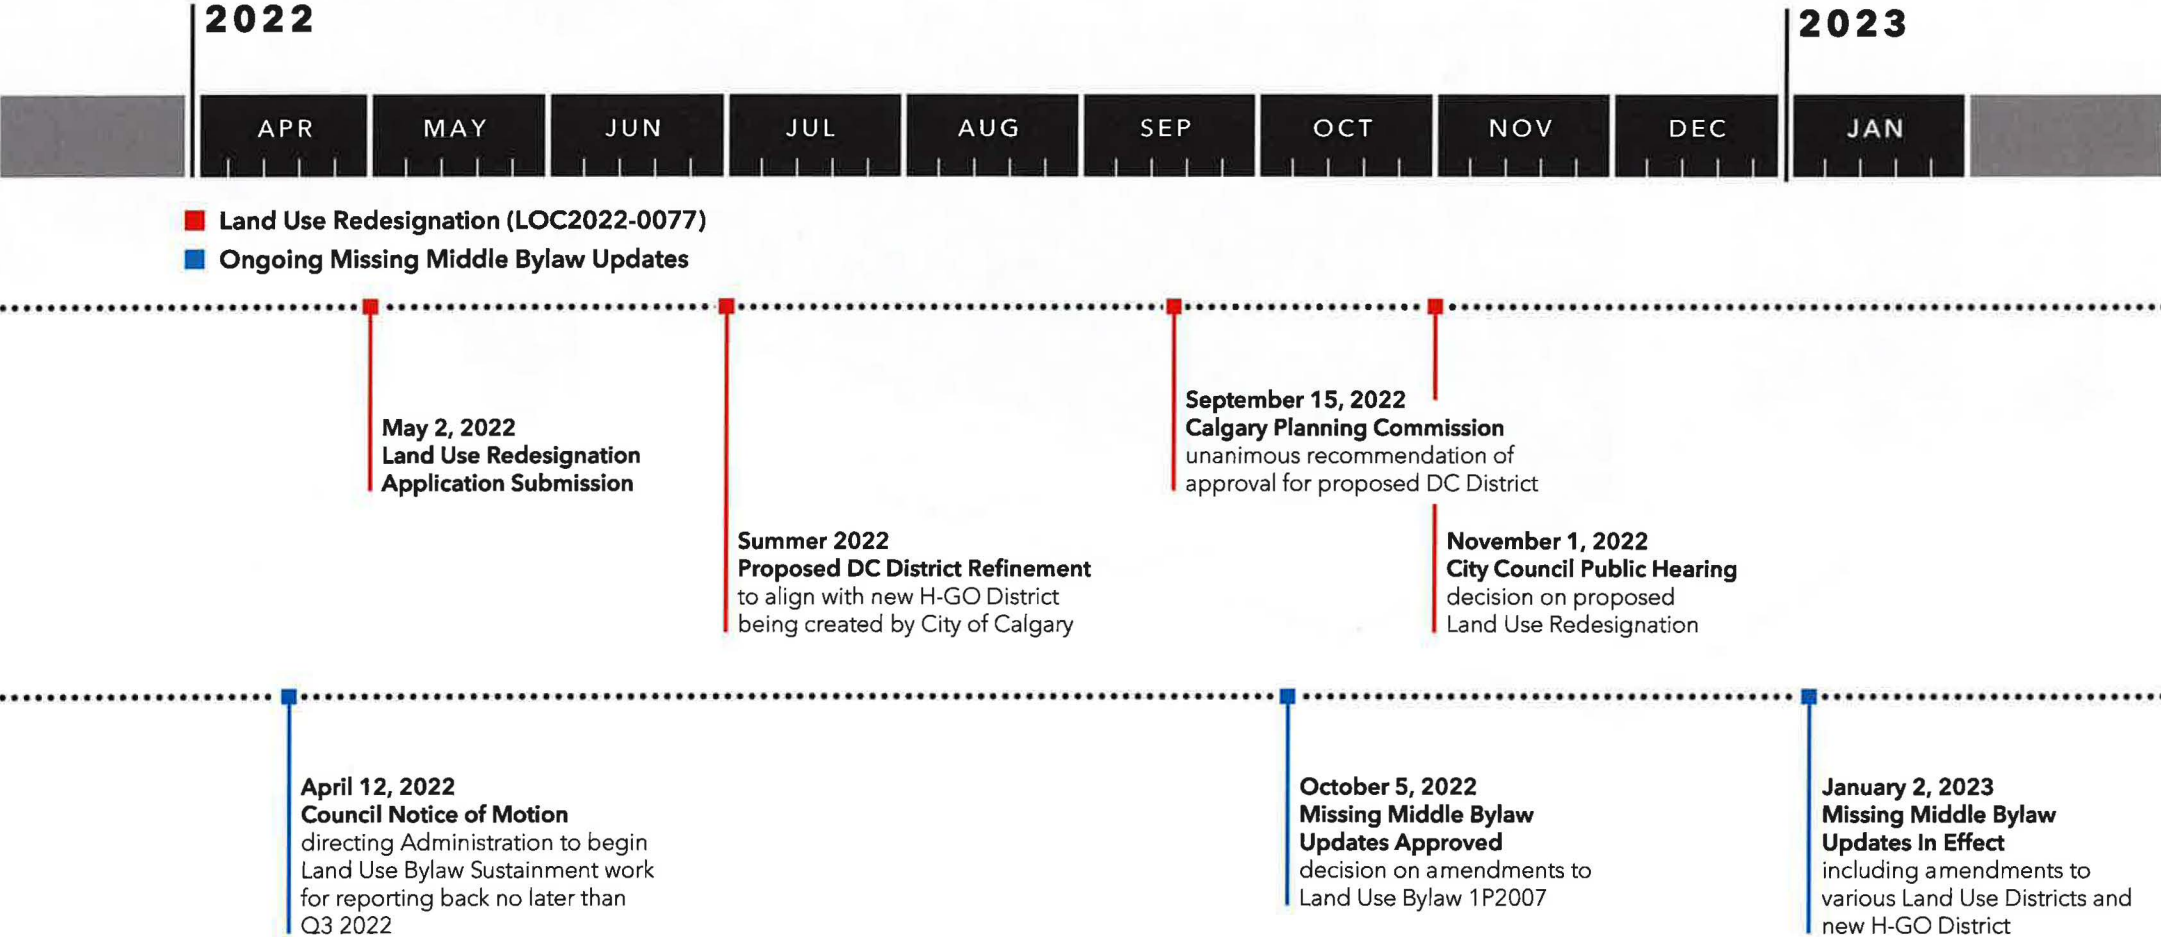 2022
2023
APR
MAY
JUN
JUL
AUG
SEP
OCT
NOV
DEC
JAN
Land Use Redesignation (LOC2022-0077)
Ongoing Missing Middle Bylaw Updates
May 2, 2022
Land Use Redesignation
Application Submission
Summer 2022
Proposed DC District Refinement
to align with new H-GO District
being created by City of Calgary
September 15, 2022
Calgary Planning Commission
unanimous recommendation of
approval for proposed DC District
November 1, 2022
City Council Public Hearing
decision on proposed
Land Use Redesignation
April 12, 2022
Council Notice of Motion
directing Administration to begin
Land Use Bylaw Sustainment work
for reporting back no later than
Q3 2022
October 5, 2022
Missing Middle Bylaw
Updates Approved
decision on amendments to
Land Use Bylaw 1P2007
January 2, 2023
Missing Middle Bylaw
Updates In Effect
including amendments to
various Land Use Districts and
new H-GO District